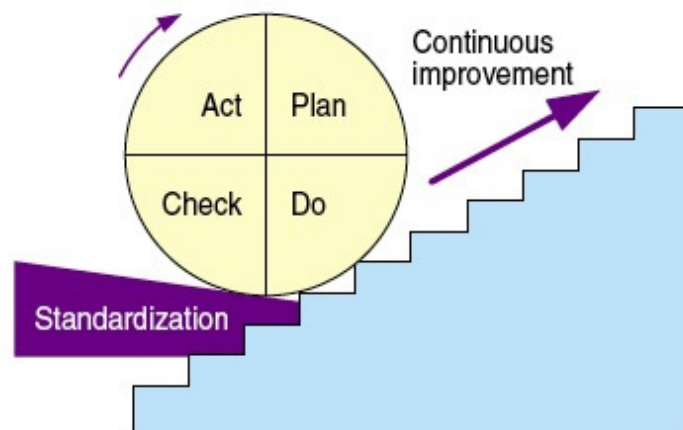 Continuous
improvement
Act
Plan
Check
Do
Standardization